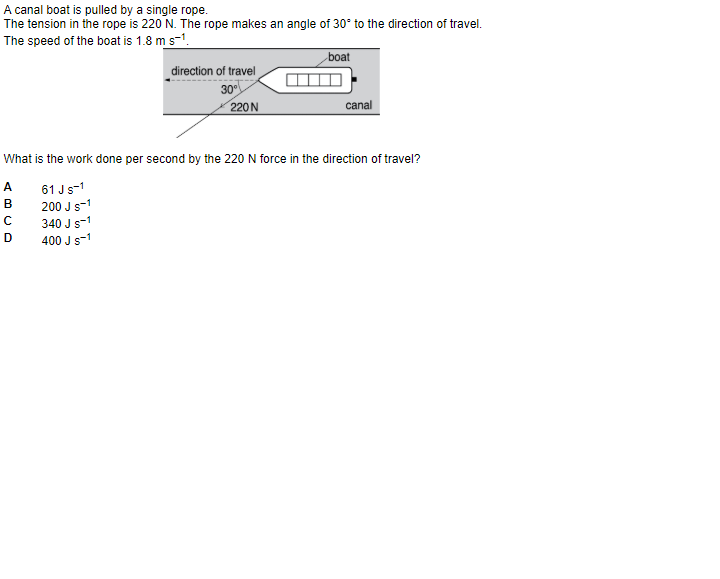 A canal boat is pulled by a single rope.
The tension in the rope is 220 N. The rope makes an angle of 30° to the direction of travel.
The speed of the boat is 1.8 m s⁻¹.
boat
direction of travel
30°
220 N
canal
What is the work done per second by the 220 N force in the direction of travel?
A 61 J s⁻¹
B 200 J s⁻¹
C 340 J s⁻¹
D 400 J s⁻¹